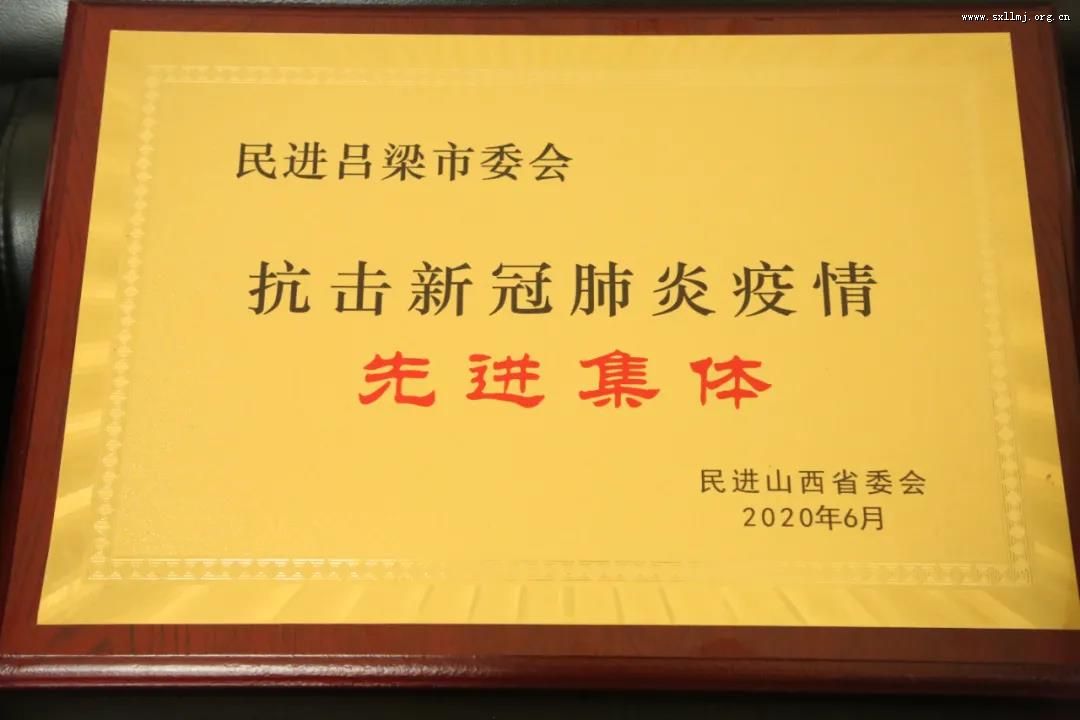 www.sxllmj.org.cn
民进吕梁市委会
抗击新冠肺炎疫情
先进集体
民进山西省委会
2020年6月